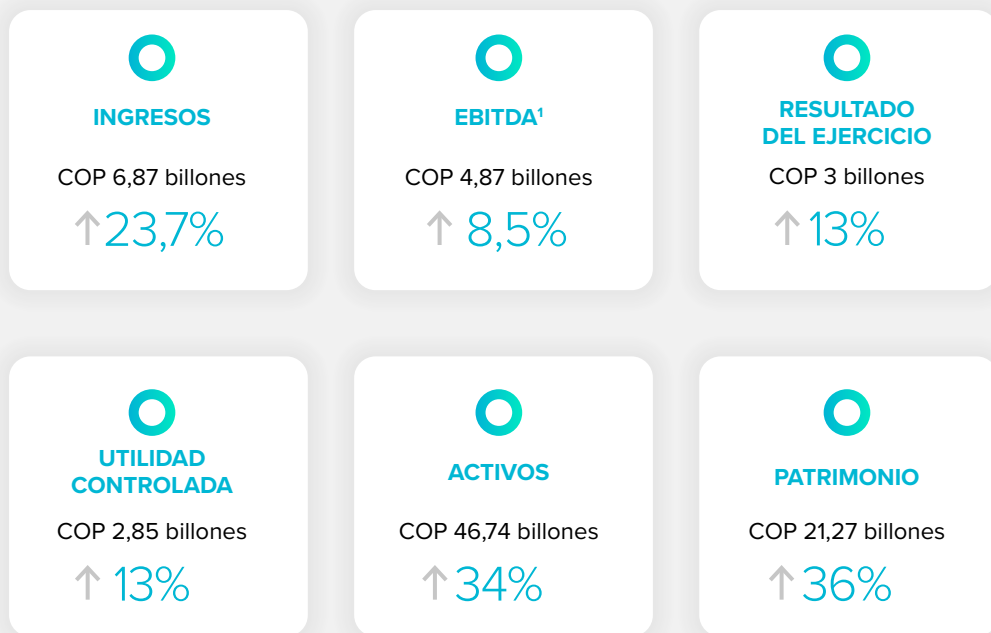 INGRESOS
COP 6,87 billones
↑23,7%
EBITDA¹
COP 4,87 billones
↑ 8,5%
RESULTADO
DEL EJERCICIO
COP 3 billones
↑ 13%
UTILIDAD
CONTROLADA
COP 2,85 billones
↑ 13%
ACTIVOS
COP 46,74 billones
↑ 34%
PATRIMONIO
COP 21,27 billones
↑ 36%